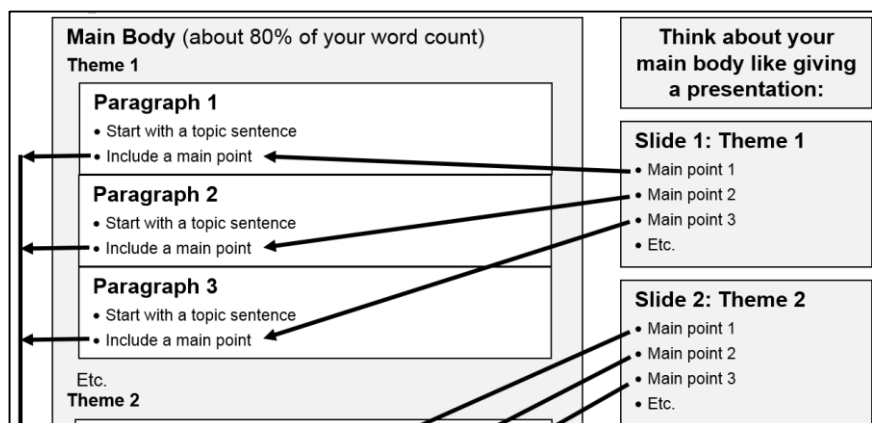 Main Body (about 80% of your word count)
Theme 1
Paragraph 1
• Start with a topic sentence
• Include a main point
Paragraph 2
• Start with a topic sentence
• Include a main point
Paragraph 3
• Start with a topic sentence
• Include a main point
Etc.
Theme 2
Think about your
main body like giving
a presentation:
Slide 1: Theme 1
• Main point 1
• Main point 2
• Main point 3
• Etc.
Slide 2: Theme 2
• Main point 1
• Main point 2
• Main point 3
• Etc.